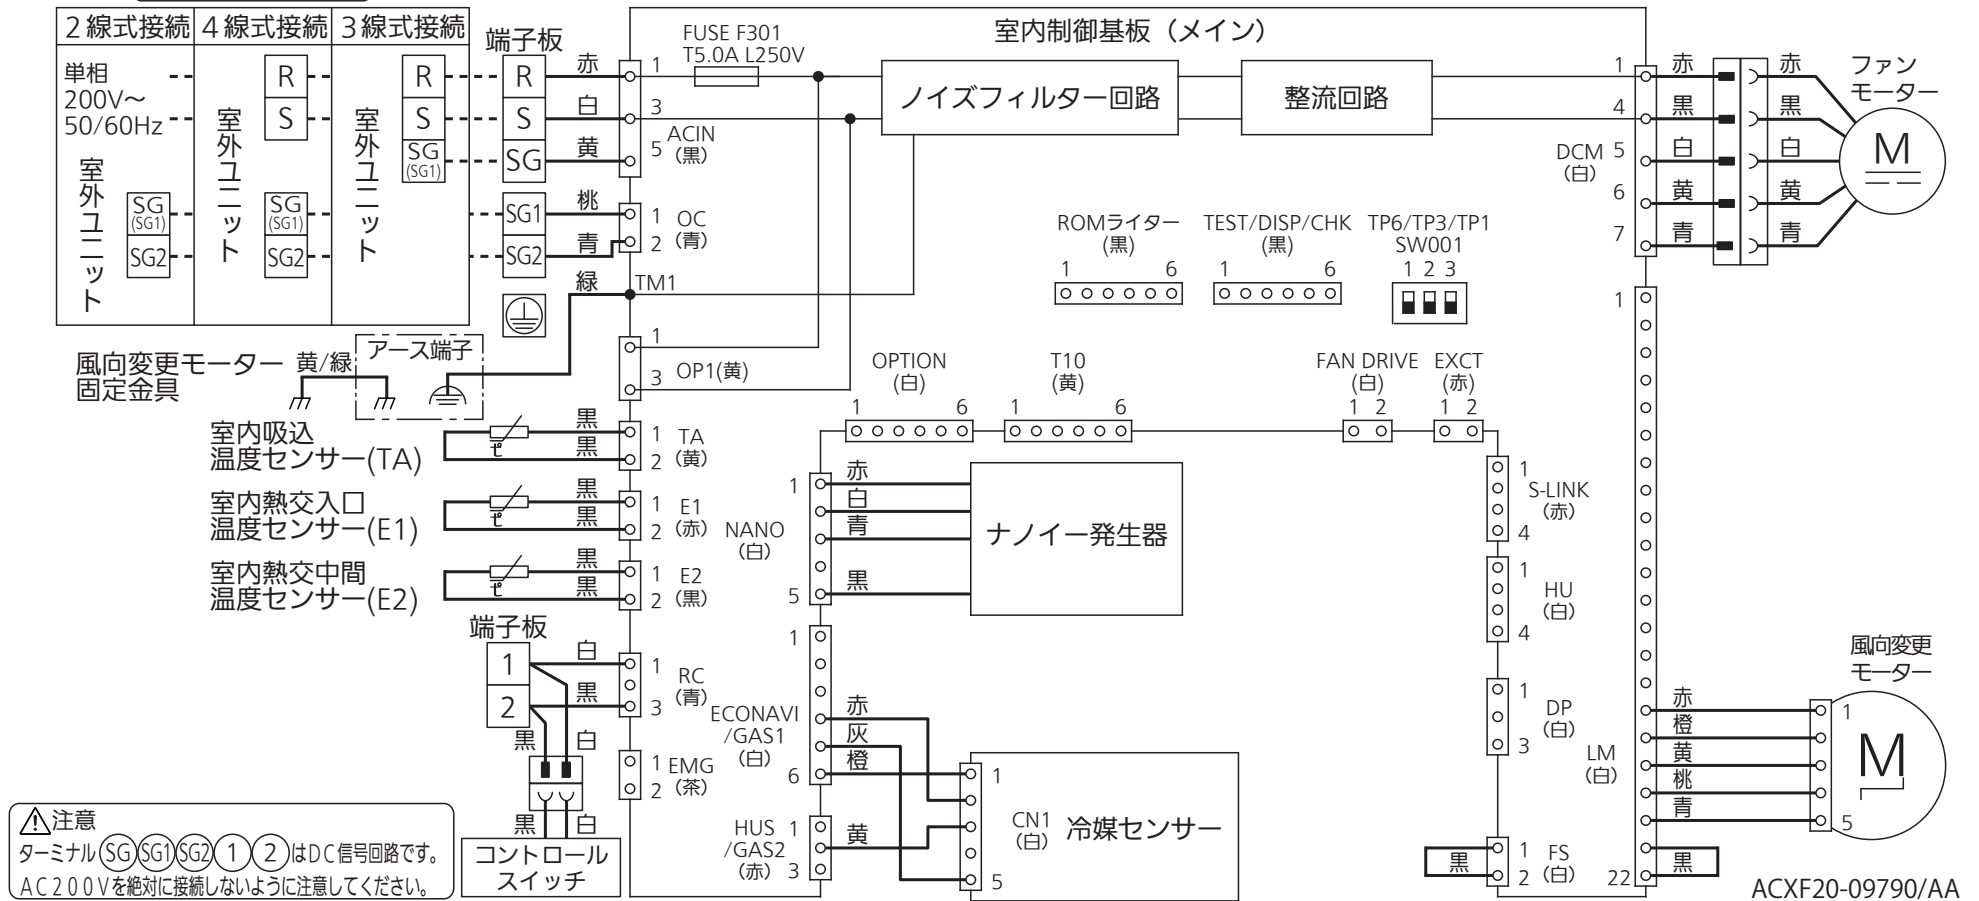 2線式接続 4線式接続 3線式接続
単相
200V～
50/60Hz
室外ユニット
SG
(SG1)
SG2
R
S
室外ユニット
SG
(SG1)
SG2
R
S
SG
(SG1)
室外ユニット
端子板
R
S
SG
SG1
SG2
赤
白
黄
桃
青
緑
1
3
5
ACIN
(黒)
1
2
OC
(青)
TM1
1
3
OP1(黄)
FUSE F301
T5.0A L250V
室内制御基板（メイン）
ノイズフィルター回路
整流回路
1
4
5
6
7
DCM
(白)
赤
黒
白
黄
青
赤
黒
白
黄
青
ファン
モーター
M
ROMライター
(黒)
1 6
TEST/DISP/CHK
(黒)
1 6
TP6/TP3/TP1
SW001
1 2 3
風向変更モーター
固定金具
黄/緑
アース端子
室内吸込
温度センサー(TA)
t°
黒
黒
1
2
TA
(黄)
室内熱交入口
温度センサー(E1)
t°
黒
黒
1
2
E1
(赤)
室内熱交中間
温度センサー(E2)
t°
黒
黒
1
2
E2
(黒)
端子板
1
2
白
黒
1
3
RC
(青)
黒
白
1
2
EMG
(茶)
黒
白
コントロール
スイッチ
OPTION
(白)
1 6
T10
(黄)
1 6
FAN DRIVE
(白)
1 2
EXCT
(赤)
1 2
NANO
(白)
1
5
赤
白
青
黒
ナノイー発生器
ECONAVI
/GAS1
(白)
1
6
赤
灰
橙
HUS
/GAS2
(赤)
1
3
黄
1
5
CN1
(白)
冷媒センサー
1
4
S-LINK
(赤)
1
4
HU
(白)
1
3
DP
(白)
1
2
FS
(白)
黒
1
22
LM
(白)
赤
橙
黄
桃
青
黒
風向変更
モーター
1
5
M
⚠注意
ターミナル(SG)(SG1)(SG2)(1)(2)はDC信号回路です。
AC200Vを絶対に接続しないように注意してください。
ACXF20-09790/AA